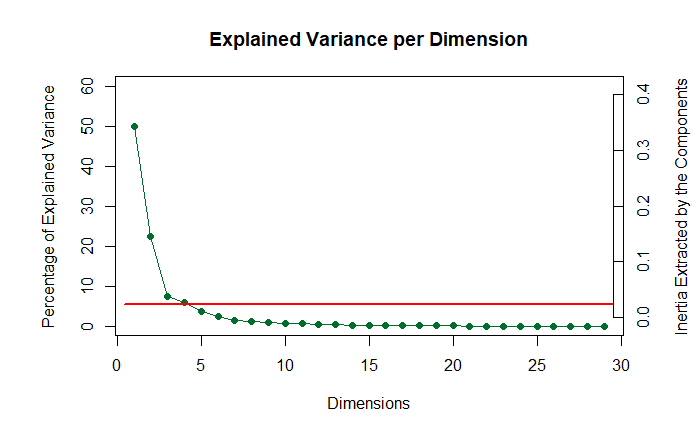 Explained Variance per Dimension
Percentage of Explained Variance
60
50
40
30
20
10
0
0.4
0.3
0.2
0.1
0.0
Inertia Extracted by the Components
0 5 10 15 20 25 30
Dimensions